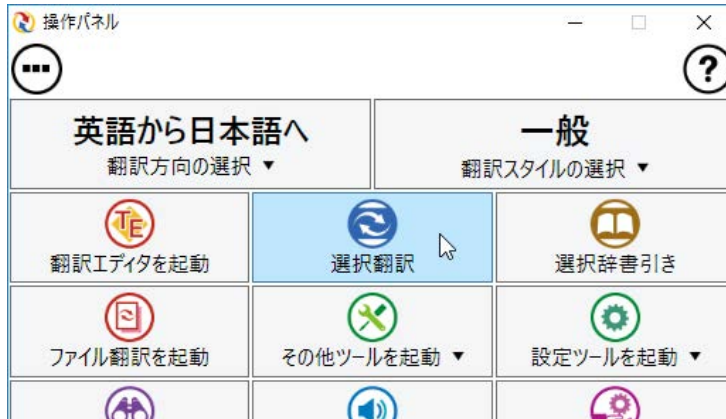 操作パネル
英語から日本語へ
翻訳方向の選択 ▼
一般
翻訳スタイルの選択 ▼
TE
翻訳エディタを起動
選択翻訳
選択辞書引き
ファイル翻訳を起動
その他ツールを起動 ▼
設定ツールを起動 ▼